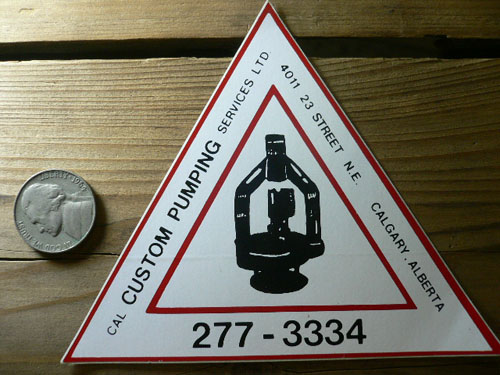 CAL CUSTOM PUMPING SERVICES LTD
4011 23 STREET N.E. CALGARY. ALBERTA
277-3334
LIBERTY